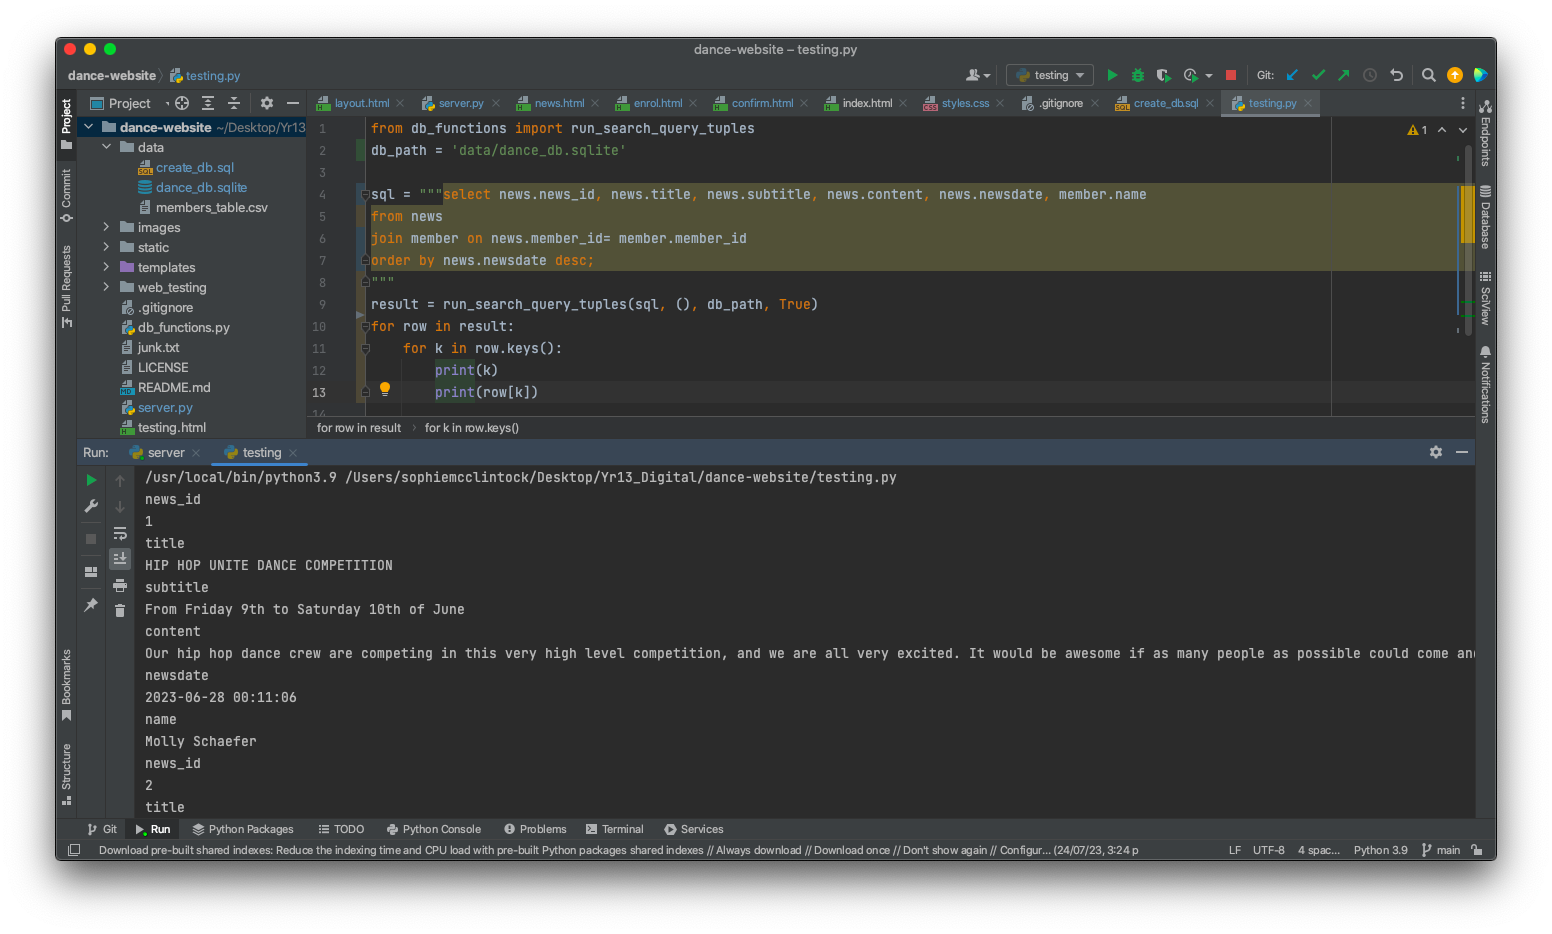 dance-website – testing.py
dance-website testing.py
testing
Git:
Project
layout.html
server.py
news.html
enrol.html
confirm.html
index.html
styles.css
.gitignore
create_db.sql
testing.py
Project
Commit
Pull Requests
Bookmarks
Structure
dance-website ~/Desktop/Yr13
data
create_db.sql
dance_db.sqlite
members_table.csv
images
static
templates
web_testing
.gitignore
db_functions.py
junk.txt
LICENSE
README.md
server.py
testing.html
1 from db_functions import run_search_query_tuples
2 db_path = 'data/dance_db.sqlite'
3
4 sql = """select news.news_id, news.title, news.subtitle, news.content, news.newsdate, member.name
5 from news
6 join member on news.member_id= member.member_id
7 order by news.newsdate desc;
8 """
9 result = run_search_query_tuples(sql, (), db_path, True)
10 for row in result:
11 for k in row.keys():
12 print(k)
13 print(row[k])
14
1
for row in result › for k in row.keys()
Endpoints
Database
SciView
Notifications
Run: server testing
/usr/local/bin/python3.9 /Users/sophiemcclintock/Desktop/Yr13_Digital/dance-website/testing.py
news_id
1
title
HIP HOP UNITE DANCE COMPETITION
subtitle
From Friday 9th to Saturday 10th of June
content
Our hip hop dance crew are competing in this very high level competition, and we are all very excited. It would be awesome if as many people as possible could come and
newsdate
2023-06-28 00:11:06
name
Molly Schaefer
news_id
2
title
Git Run Python Packages TODO Python Console Problems Terminal Services
Download pre-built shared indexes: Reduce the indexing time and CPU load with pre-built Python packages shared indexes // Always download // Download once // Don't show again // Configur... (24/07/23, 3:24 p LF UTF-8 4 spac... Python 3.9 main